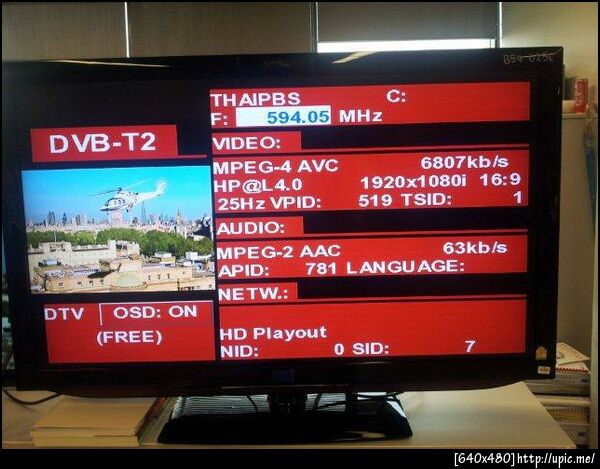 B54-025C
THAIPBS C:
F: 594.05 MHz
DVB-T2
VIDEO:
MPEG-4 AVC 6807kb/s
HP@L4.0 1920x1080i 16:9
25Hz VPID: 519 TSID: 1
AUDIO:
MPEG-2 AAC 63kb/s
APID: 781 LANGUAGE:
NETW.:
DTV OSD: ON
(FREE)
HD Playout
NID: 0 SID: 7
[640x480]http://upic.me/